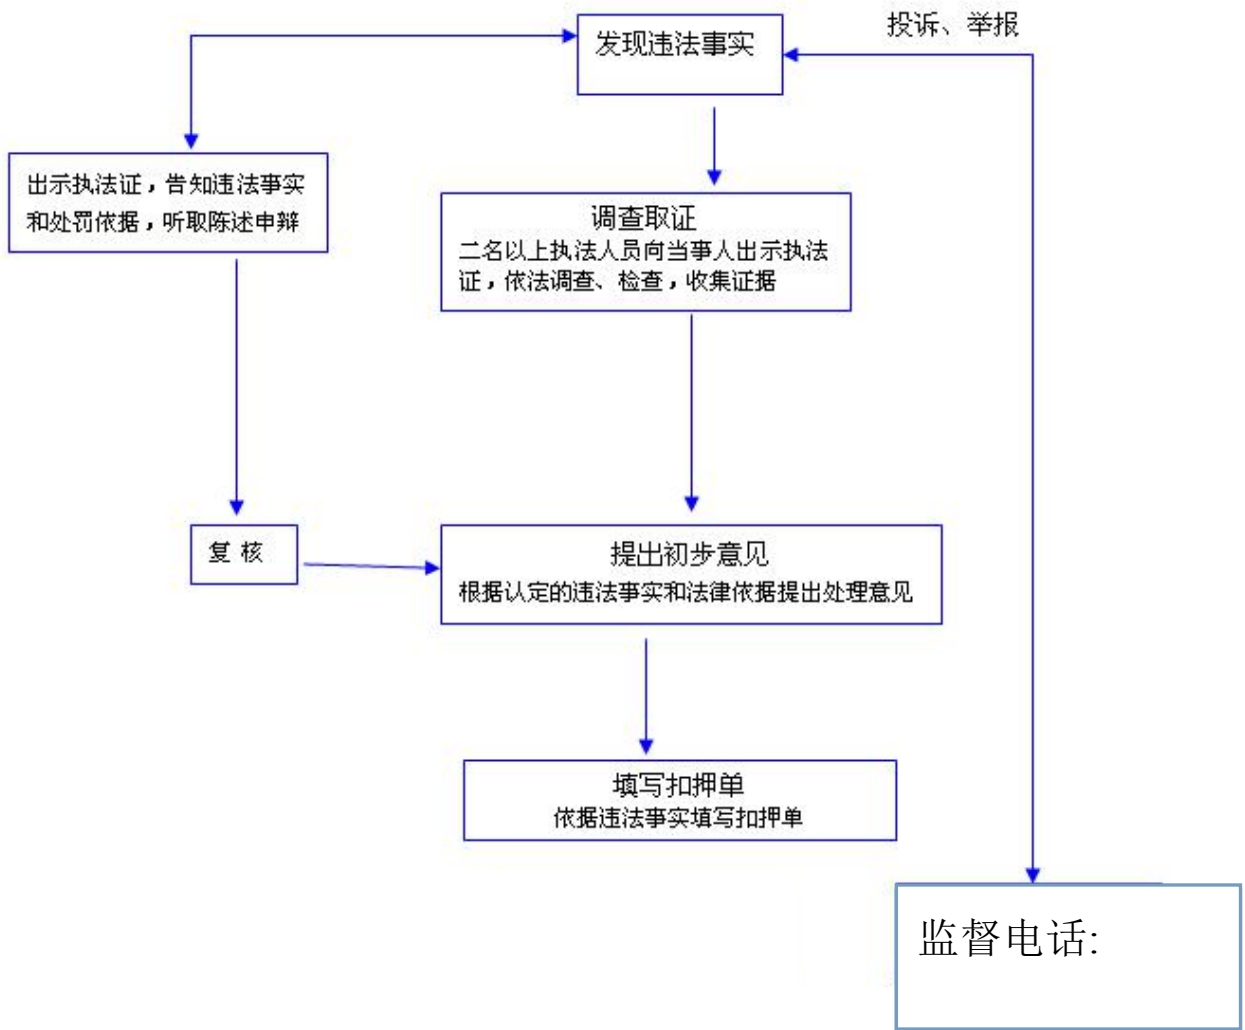 投诉、举报
发现违法事实
出示执法证，告知违法事实
和处罚依据，听取陈述申辩
调查取证
二名以上执法人员向当事人出示执法
证，依法调查、检查，收集证据
复 核
提出初步意见
根据认定的违法事实和法律依据提出处理意见
填写扣押单
依据违法事实填写扣押单
监督电话: